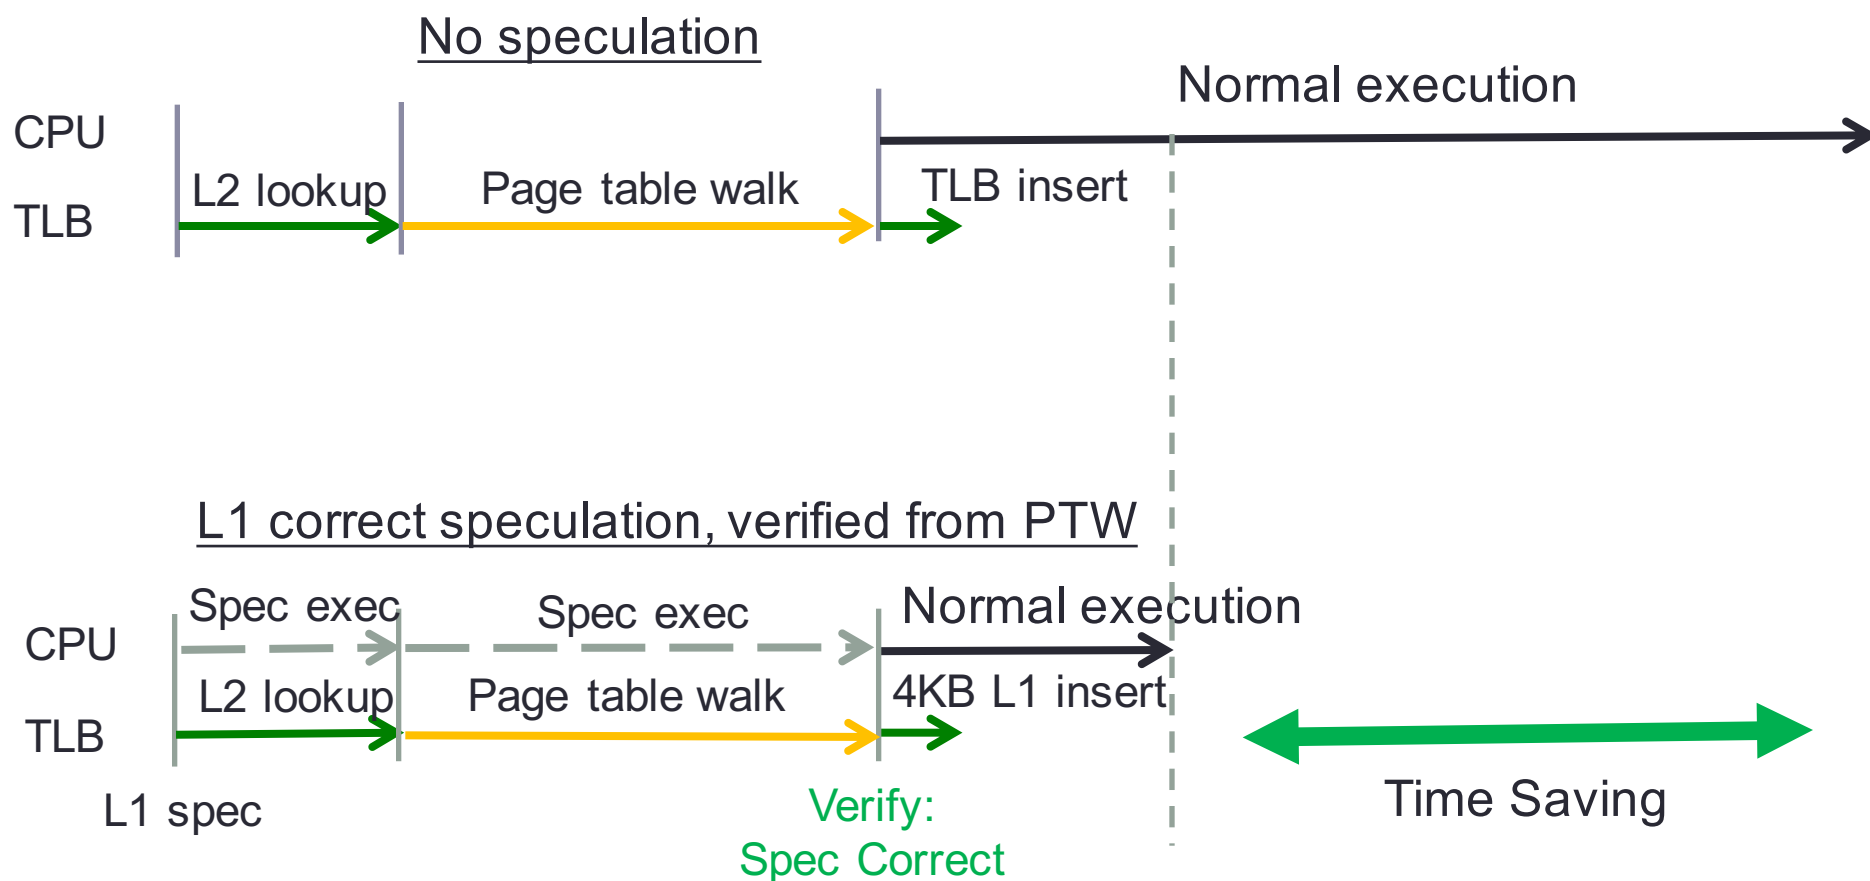 No speculation
Normal execution
CPU
L2 lookup
Page table walk
TLB insert
TLB
L1 correct speculation, verified from PTW
Spec exec
Spec exec
Normal execution
CPU
L2 lookup
Page table walk
4KB L1 insert
TLB
L1 spec
Verify:
Spec Correct
Time Saving